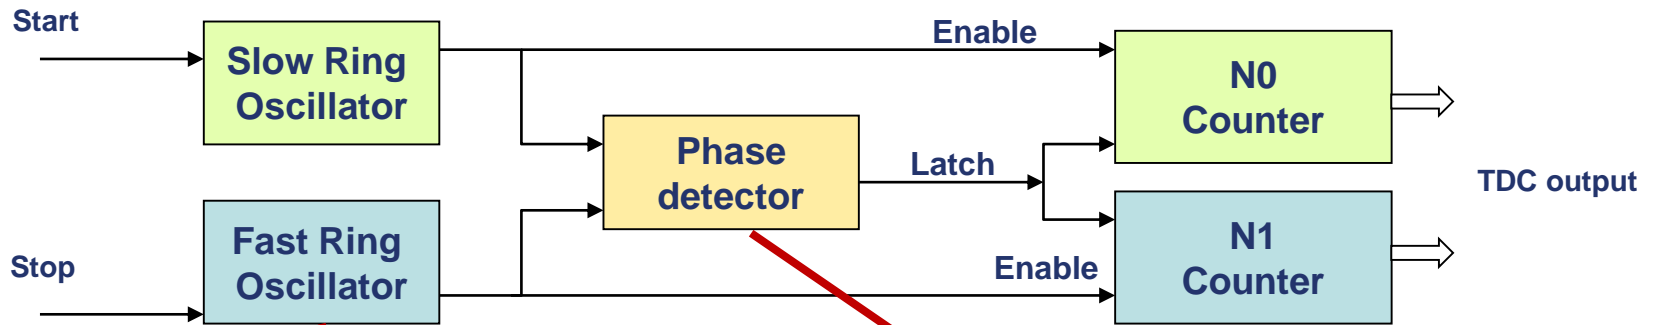 Start
Slow Ring
Oscillator
Enable
N0
Counter
Phase
detector
Latch
TDC output
Stop
Fast Ring
Oscillator
Enable
N1
Counter